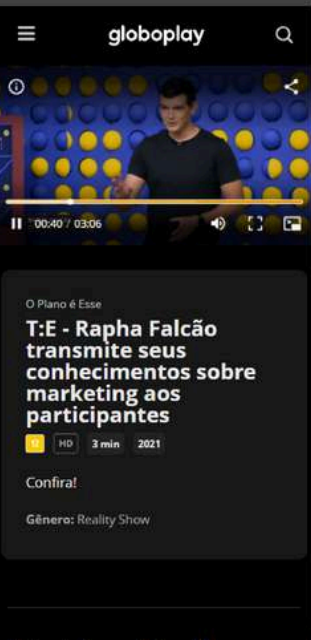 globoplay
00:40 / 03:06
O Plano é Esse
T:E - Rapha Falcão
transmite seus
conhecimentos sobre
marketing aos
participantes
12 HD 3 min 2021
Confira!
Gênero: Reality Show